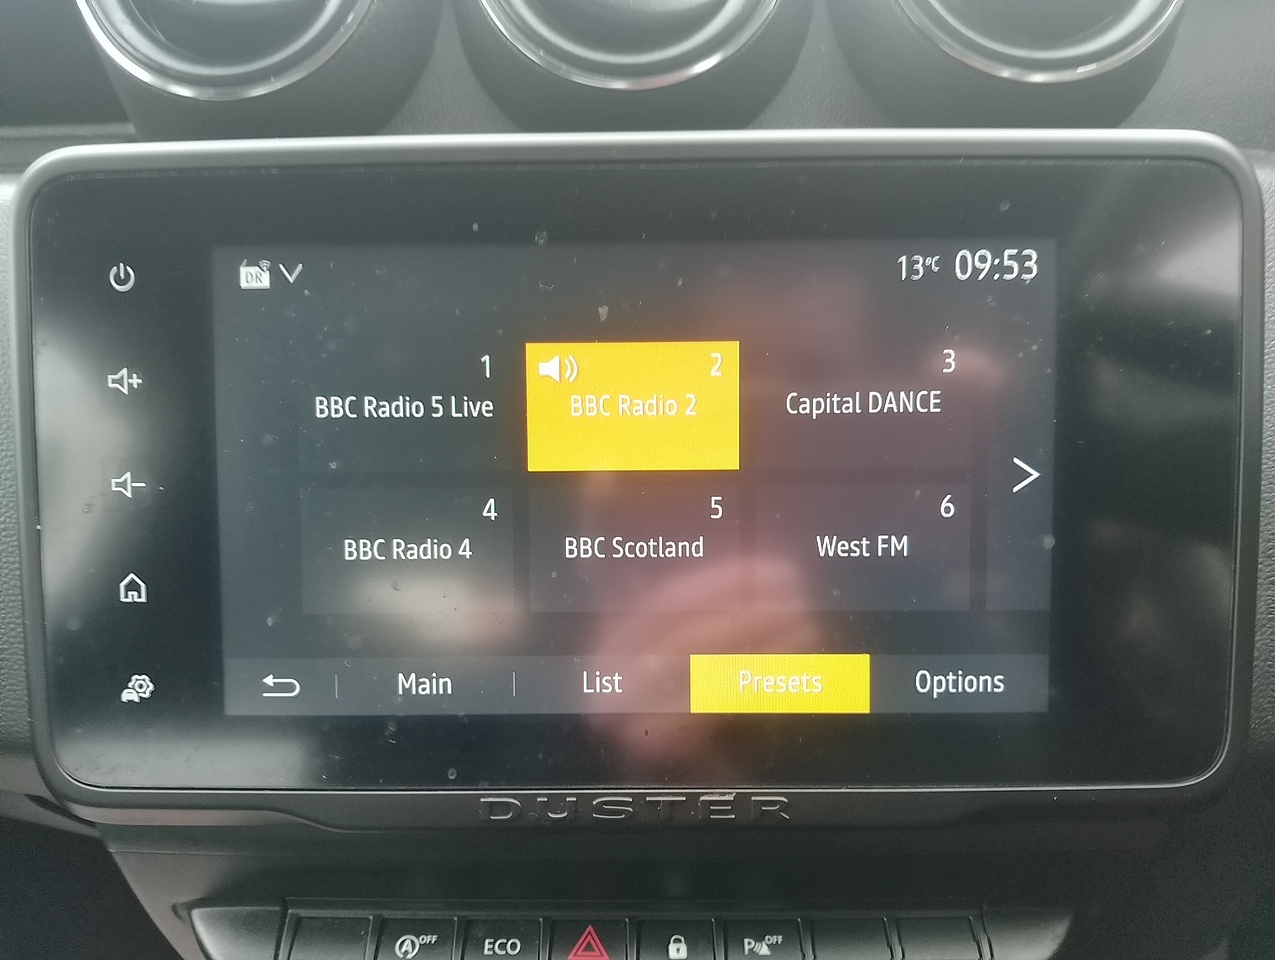 DR
13°C 09:53
1
BBC Radio 5 Live
2
BBC Radio 2
3
Capital DANCE
4
BBC Radio 4
5
BBC Scotland
6
West FM
Main
List
Presets
Options
DUSTER
A OFF
ECO
P OFF